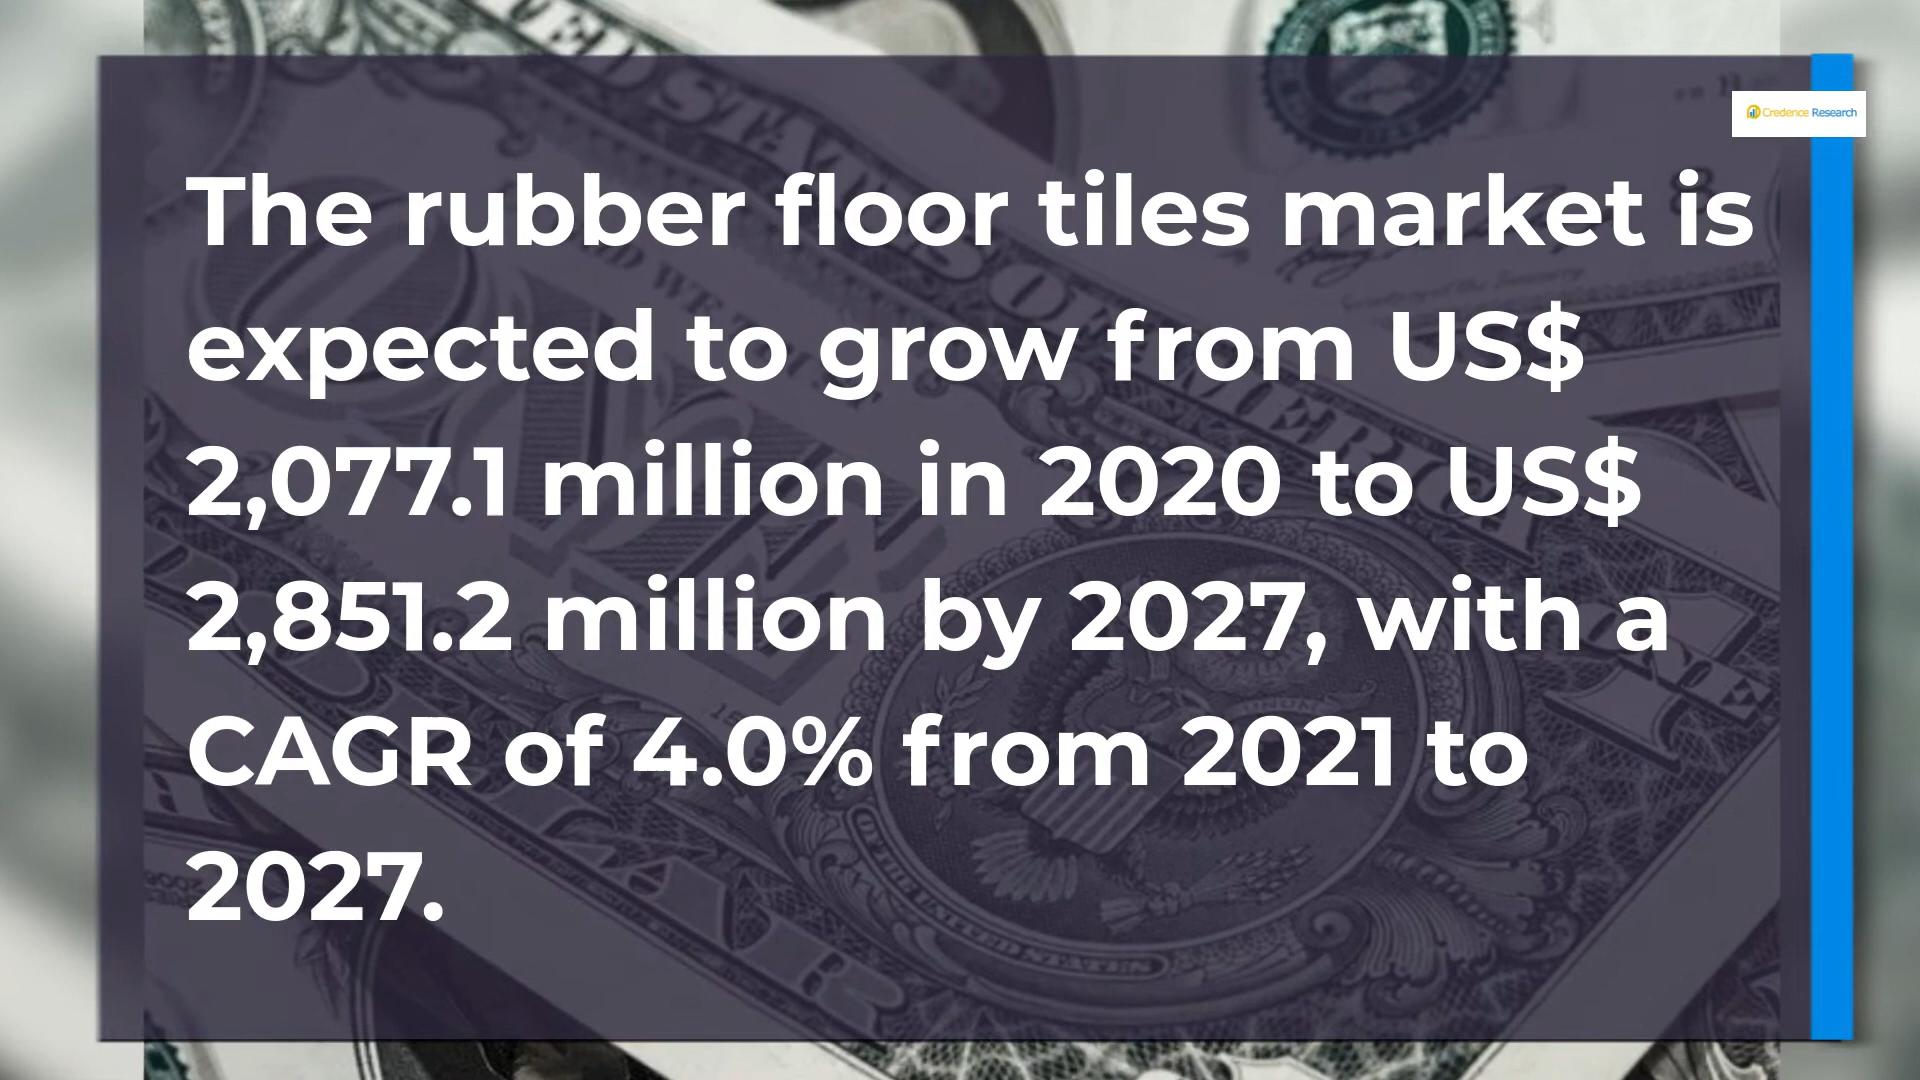 Credence Research
The rubber floor tiles market is
expected to grow from US$
2,077.1 million in 2020 to US$
2,851.2 million by 2027, with a
CAGR of 4.0% from 2021 to
2027.